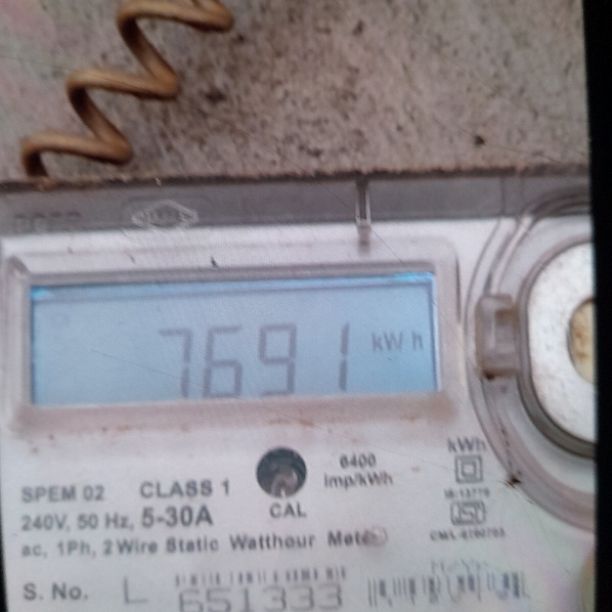 7691 kWh
6400
imp/kWh
kWh
SPEM 02 CLASS 1
CAL
240V, 50 Hz, 5-30A
ac, 1Ph, 2 Wire Static Watthour Meter
S. No. L 651333